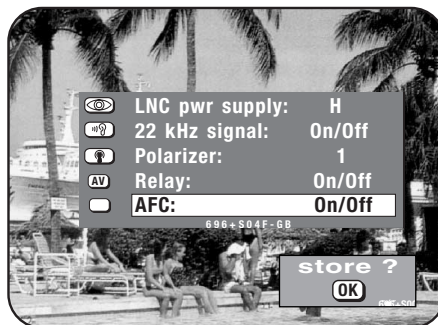 LNC pwr supply: H
22 kHz signal: On/Off
Polarizer: 1
AV Relay: On/Off
AFC: On/Off
696+S04F-GB
store ?
OK